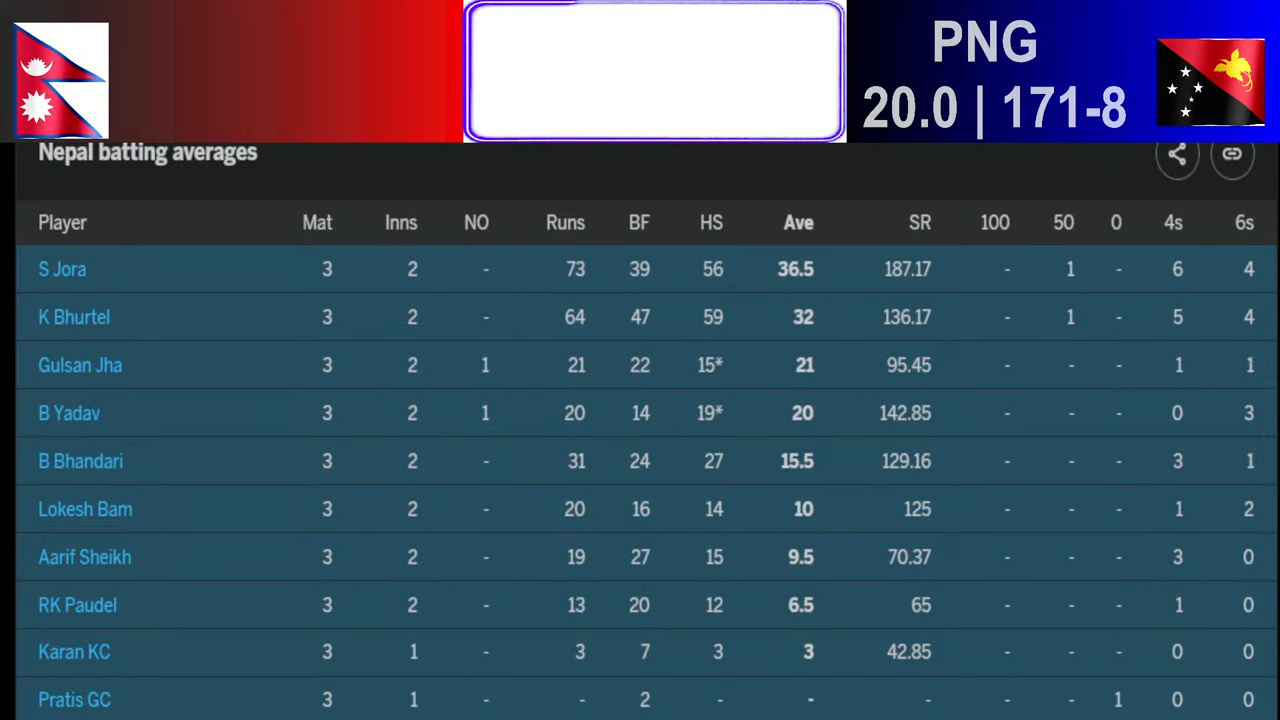 PNG
20.0 | 171-8
Nepal batting averages
Player Mat Inns NO Runs BF HS Ave SR 100 50 0 4s 6s
S Jora 3 2 - 73 39 56 36.5 187.17 - 1 - 6 4
K Bhurtel 3 2 - 64 47 59 32 136.17 - 1 - 5 4
Gulsan Jha 3 2 1 21 22 15* 21 95.45 - - - 1 1
B Yadav 3 2 1 20 14 19* 20 142.85 - - - 0 3
B Bhandari 3 2 - 31 24 27 15.5 129.16 - - - 3 1
Lokesh Bam 3 2 - 20 16 14 10 125 - - - 1 2
Aarif Sheikh 3 2 - 19 27 15 9.5 70.37 - - - 3 0
RK Paudel 3 2 - 13 20 12 6.5 65 - - - 1 0
Karan KC 3 1 - 3 7 3 3 42.85 - - - 0 0
Pratis GC 3 1 - - 2 - - - - - 1 0 0